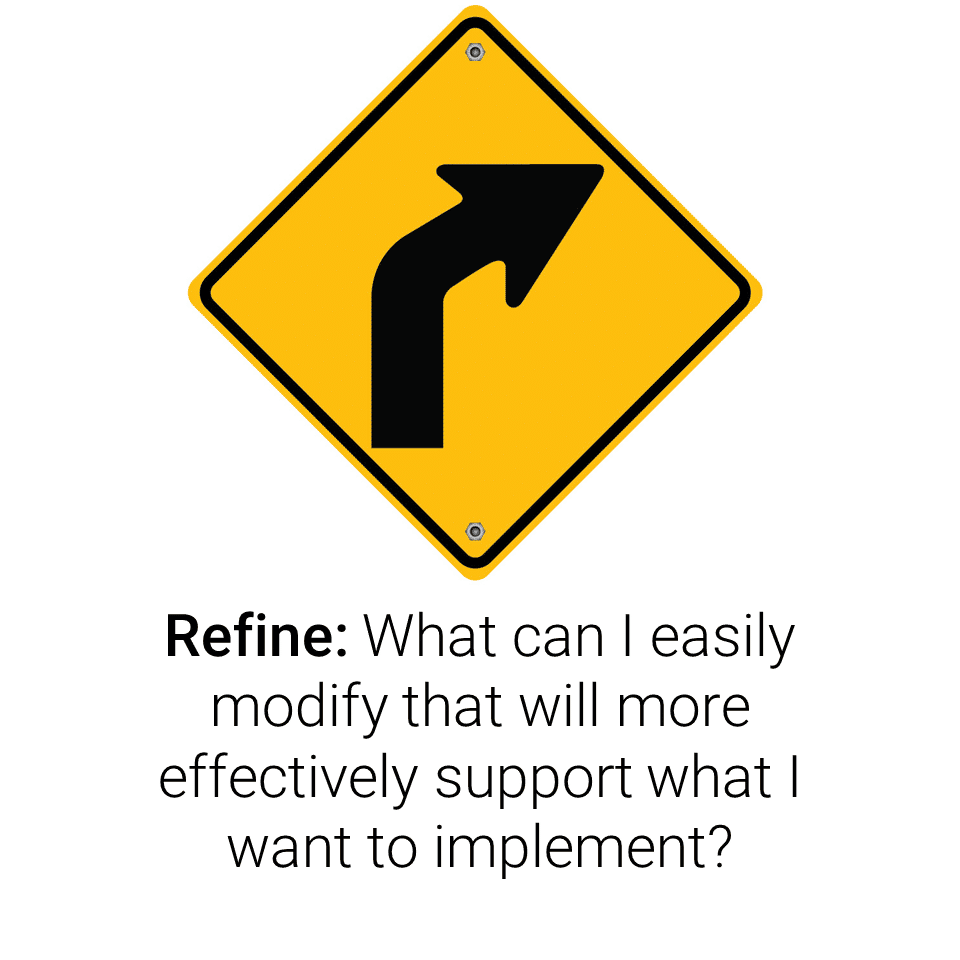 Refine: What can I easily
modify that will more
effectively support what I
want to implement?